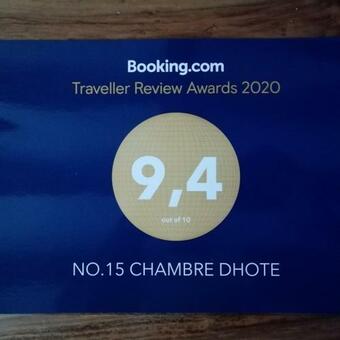 Booking.com
Traveller Review Awards 2020
9,4
out of 10
NO.15 CHAMBRE DHOTE